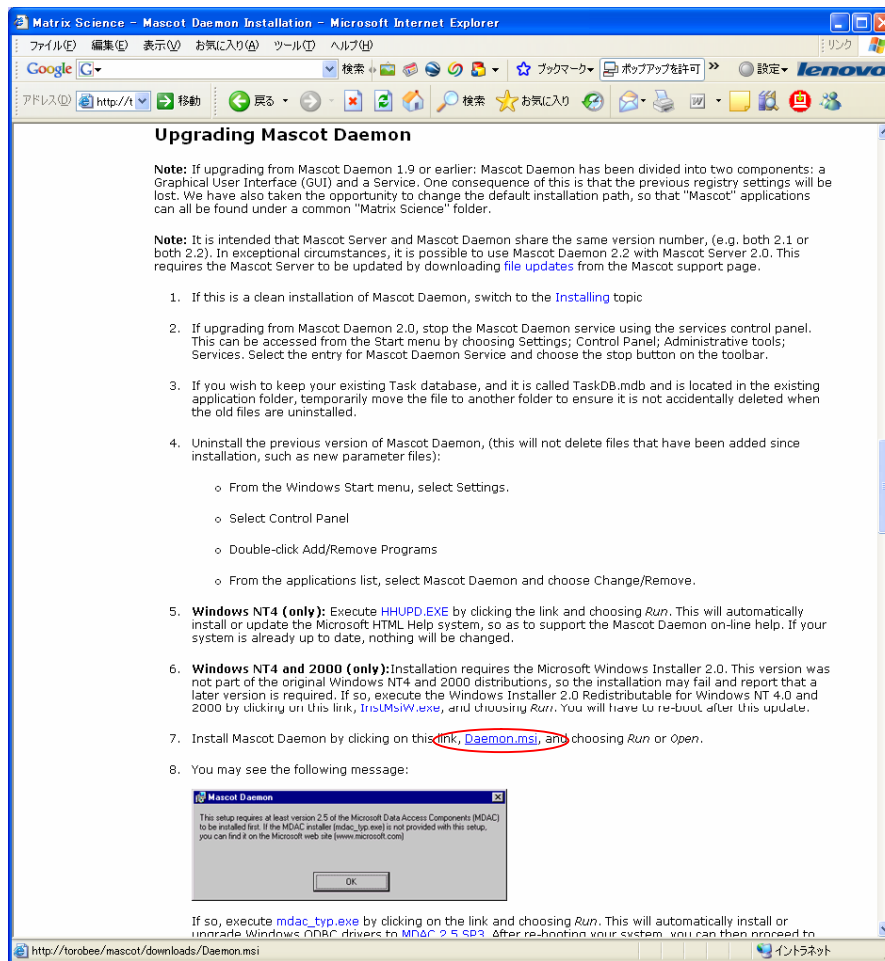 Matrix Science - Mascot Daemon Installation - Microsoft Internet Explorer
ファイル(F) 編集(E) 表示(V) お気に入り(A) ツール(T) ヘルプ(H) リンク
Google G 検索 ブックマーク ポップアップを許可 » 設定 lenovo
アドレス(D) http://t 移動 戻る 検索 お気に入り
Upgrading Mascot Daemon
Note: If upgrading from Mascot Daemon 1.9 or earlier: Mascot Daemon has been divided into two components: a
Graphical User Interface (GUI) and a Service. One consequence of this is that the previous registry settings will be
lost. We have also taken the opportunity to change the default installation path, so that "Mascot" applications
can all be found under a common "Matrix Science" folder.
Note: It is intended that Mascot Server and Mascot Daemon share the same version number, (e.g. both 2.1 or
both 2.2). In exceptional circumstances, it is possible to use Mascot Daemon 2.2 with Mascot Server 2.0. This
requires the Mascot Server to be updated by downloading file updates from the Mascot support page.
1. If this is a clean installation of Mascot Daemon, switch to the Installing topic
2. If upgrading from Mascot Daemon 2.0, stop the Mascot Daemon service using the services control panel.
This can be accessed from the Start menu by choosing Settings; Control Panel; Administrative tools;
Services. Select the entry for Mascot Daemon Service and choose the stop button on the toolbar.
3. If you wish to keep your existing Task database, and it is called TaskDB.mdb and is located in the existing
application folder, temporarily move the file to another folder to ensure it is not accidentally deleted when
the old files are uninstalled.
4. Uninstall the previous version of Mascot Daemon, (this will not delete files that have been added since
installation, such as new parameter files):
From the Windows Start menu, select Settings.
Select Control Panel
Double-click Add/Remove Programs
From the applications list, select Mascot Daemon and choose Change/Remove.
5. Windows NT4 (only): Execute HHUPD.EXE by clicking the link and choosing Run. This will automatically
install or update the Microsoft HTML Help system, so as to support the Mascot Daemon on-line help. If your
system is already up to date, nothing will be changed.
6. Windows NT4 and 2000 (only):Installation requires the Microsoft Windows Installer 2.0. This version was
not part of the original Windows NT4 and 2000 distributions, so the installation may fail and report that a
later version is required. If so, execute the Windows Installer 2.0 Redistributable for Windows NT 4.0 and
2000 by clicking on this link, InstMsiW.exe, and choosing Run. You will have to re-boot after this update.
7. Install Mascot Daemon by clicking on this link, Daemon.msi, and choosing Run or Open.
8. You may see the following message:
Mascot Daemon
This setup requires at least version 2.5 of the Microsoft Data Access Components (MDAC)
to be installed first. If the MDAC installer (mdac_typ.exe) is not provided with this setup,
you can find it on the Microsoft web site (www.microsoft.com)
OK
If so, execute mdac_typ.exe by clicking on the link and choosing Run. This will automatically install or
upgrade Windows ODBC drivers to MDAC 2.5 SP3. After re-booting your system, you can then proceed to
http://torobee/mascot/downloads/Daemon.msi イントラネット